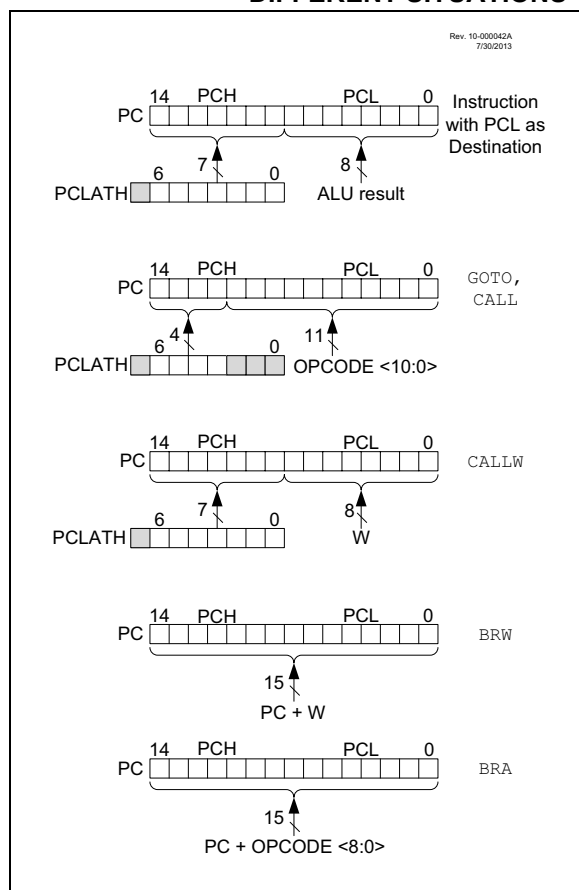 Rev. 10-000042A
7/30/2013
14 PCH PCL 0
PC
Instruction
with PCL as
Destination
7 8
6 0
PCLATH
ALU result
14 PCH PCL 0
PC
GOTO,
CALL
4 11
6 0
PCLATH
OPCODE <10:0>
14 PCH PCL 0
PC
CALLW
7 8
6 0
PCLATH
W
14 PCH PCL 0
PC
BRW
15
PC + W
14 PCH PCL 0
PC
BRA
15
PC + OPCODE <8:0>